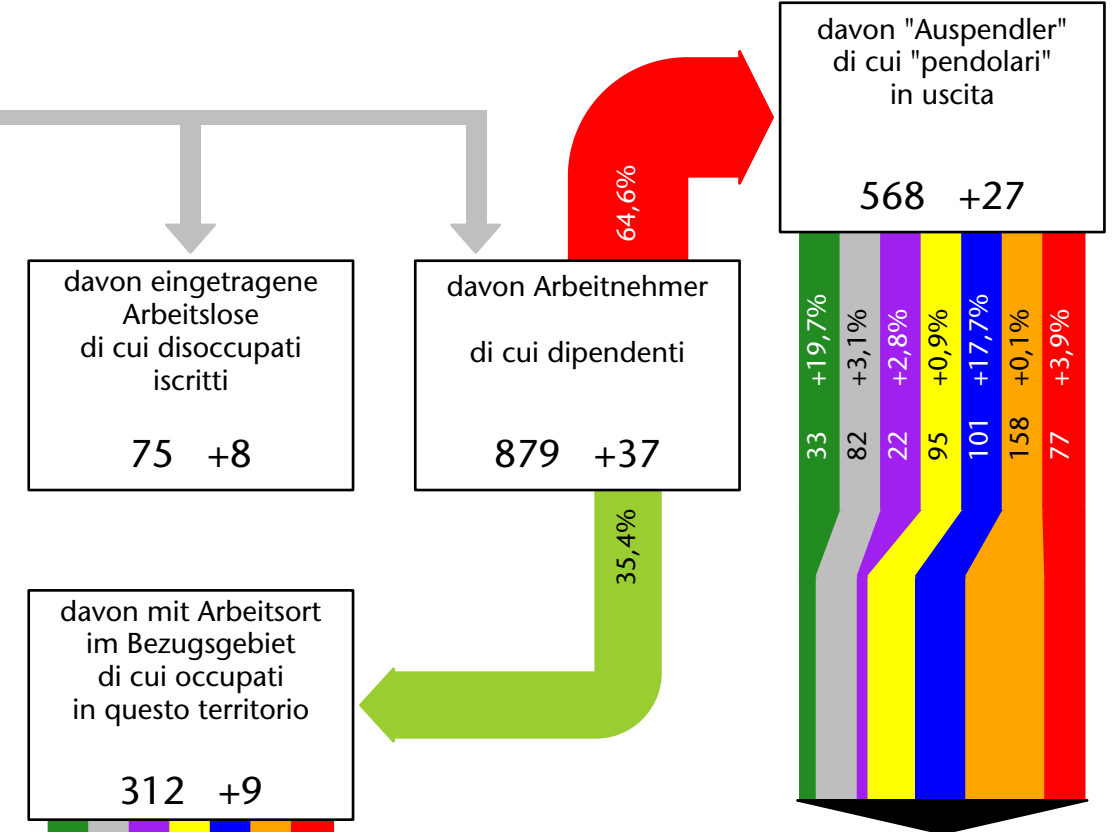 davon "Auspendler"
di cui "pendolari"
in uscita
568 +27
64,6%
davon eingetragene
Arbeitslose
di cui disoccupati
iscritti
75 +8
davon Arbeitnehmer
di cui dipendenti
879 +37
33 +19,7%
82 +3,1%
22 +2,8%
95 +0,9%
101 +17,7%
158 +0,1%
77 +3,9%
35,4%
davon mit Arbeitsort
im Bezugsgebiet
di cui occupati
in questo territorio
312 +9